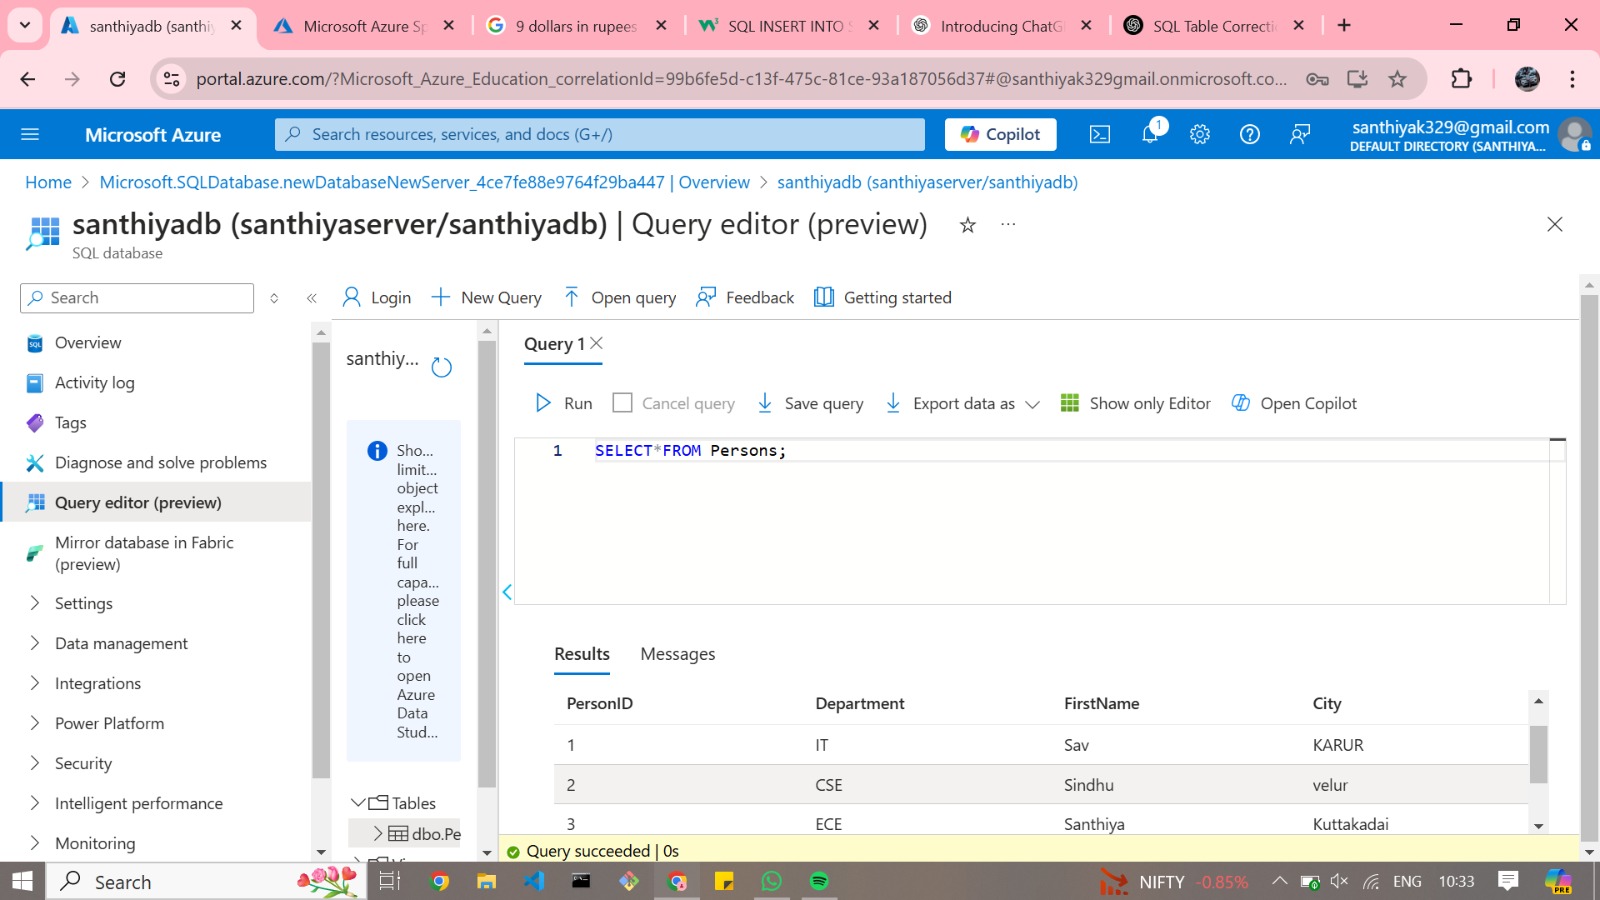 santhiyadb (santhiy
Microsoft Azure Sp
9 dollars in rupees
SQL INSERT INTO S
Introducing ChatG
SQL Table Correcti
portal.azure.com/?Microsoft_Azure_Education_correlationId=99b6fe5d-c13f-475c-81ce-93a187056d37#@santhiyak329gmail.onmicrosoft.co...
Microsoft Azure
Search resources, services, and docs (G+/)
Copilot
1
santhiyak329@gmail.com
DEFAULT DIRECTORY (SANTHIYA...
Home > Microsoft.SQLDatabase.newDatabaseNewServer_4ce7fe88e9764f29ba447 | Overview > santhiyadb (santhiyaserver/santhiyadb)
santhiyadb (santhiyaserver/santhiyadb) | Query editor (preview)
SQL database
Search
Login
New Query
Open query
Feedback
Getting started
Overview
Activity log
Tags
Diagnose and solve problems
Query editor (preview)
Mirror database in Fabric
(preview)
Settings
Data management
Integrations
Power Platform
Security
Intelligent performance
Monitoring
santhiy...
Sho...
limit...
object
expl...
here.
For
full
capa...
please
click
here
to
open
Azure
Data
Stud...
Tables
dbo.Pe
Query 1
Run
Cancel query
Save query
Export data as
Show only Editor
Open Copilot
1 SELECT*FROM Persons;
Results Messages
PersonID Department FirstName City
1 IT Sav KARUR
2 CSE Sindhu velur
3 ECE Santhiya Kuttakadai
Query succeeded | 0s
Search
NIFTY -0.85%
ENG
10:33
PRE